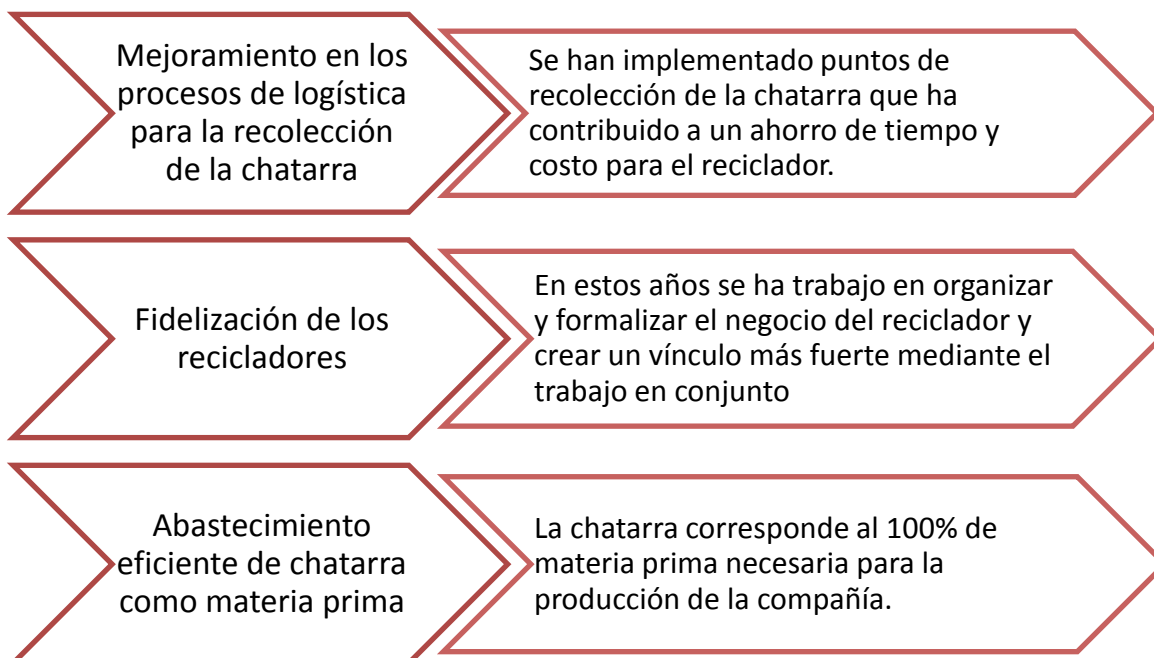 Mejoramiento en los
procesos de logística
para la recolección
de la chatarra
Se han implementado puntos de
recolección de la chatarra que ha
contribuido a un ahorro de tiempo y
costo para el reciclador.
Fidelización de los
recicladores
En estos años se ha trabajo en organizar
y formalizar el negocio del reciclador y
crear un vínculo más fuerte mediante el
trabajo en conjunto
Abastecimiento
eficiente de chatarra
como materia prima
La chatarra corresponde al 100% de
materia prima necesaria para la
producción de la compañía.